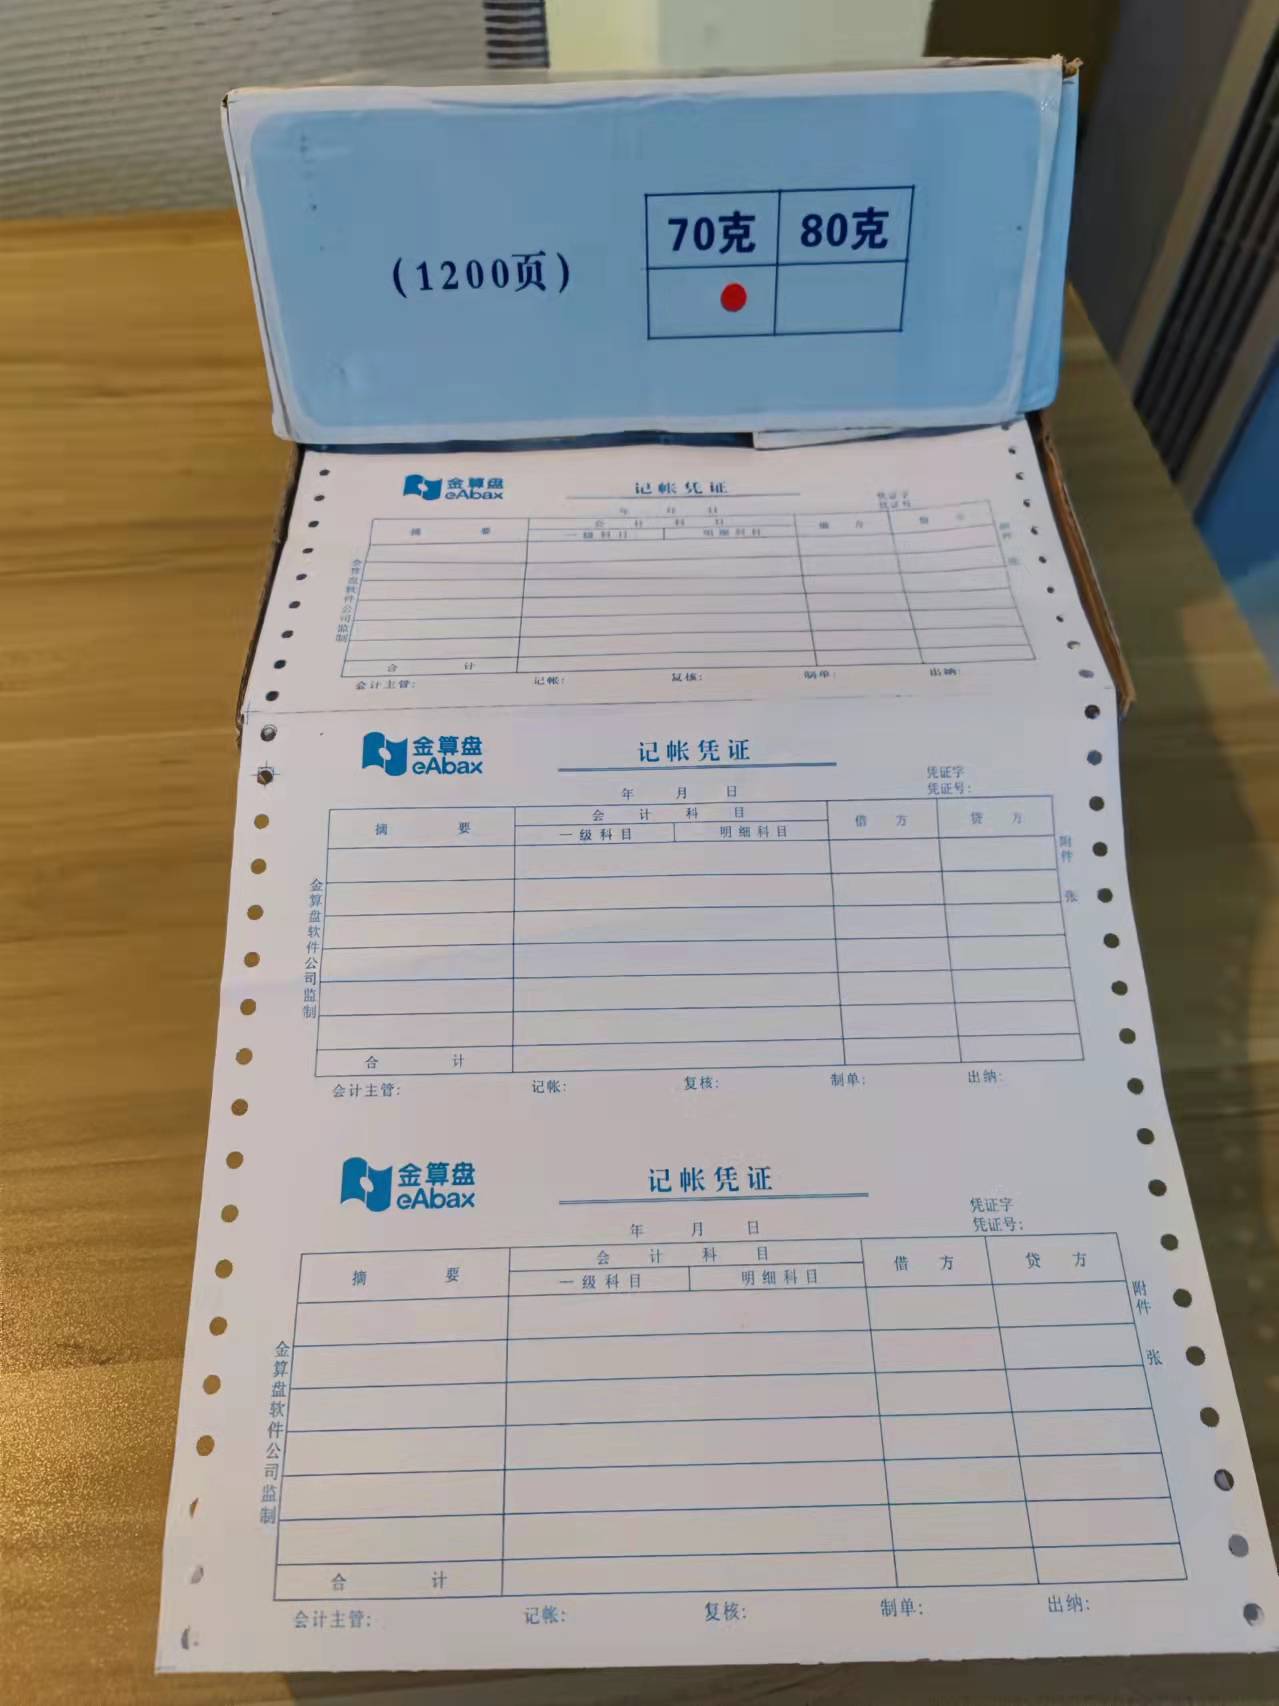 (1200页)
70克 80克
金算盘
eAbax
记帐凭证
凭证字
凭证号:
年 月 日
摘 要 会 计 科 目 借 方 贷 方
一级科目 明细科目
附件 张
金算盘软件公司监制
合 计
会计主管: 记帐: 复核: 制单: 出纳:
金算盘
eAbax
记帐凭证
凭证字
凭证号:
年 月 日
摘 要 会 计 科 目 借 方 贷 方
一级科目 明细科目
附件 张
金算盘软件公司监制
合 计
会计主管: 记帐: 复核: 制单: 出纳:
金算盘
eAbax
记帐凭证
凭证字
凭证号:
年 月 日
摘 要 会 计 科 目 借 方 贷 方
一级科目 明细科目
附件 张
金算盘软件公司监制
合 计
会计主管: 记帐: 复核: 制单: 出纳: